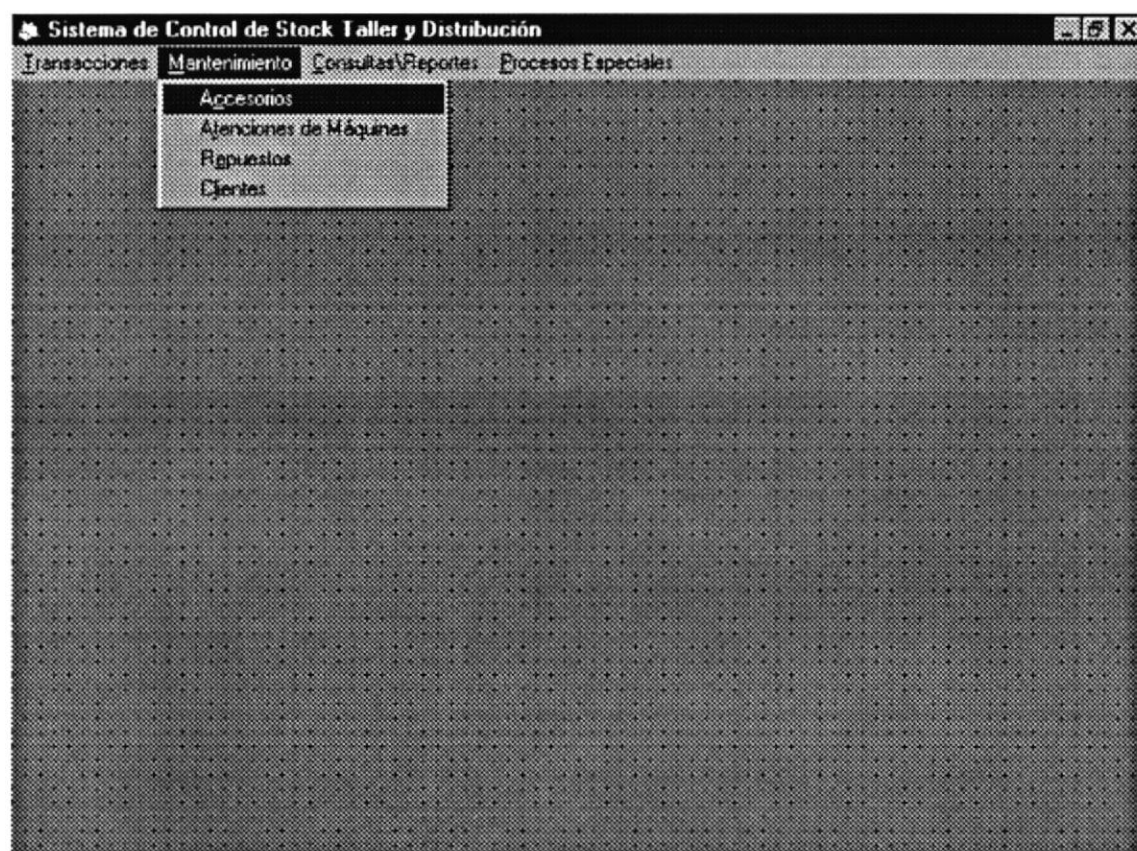 Sistema de Control de Stock Taller y Distribución
Transacciones Mantenimiento Consultas\Reportes Procesos Especiales
Accesorios
Atenciones de Máquinas
Repuestos
Clientes